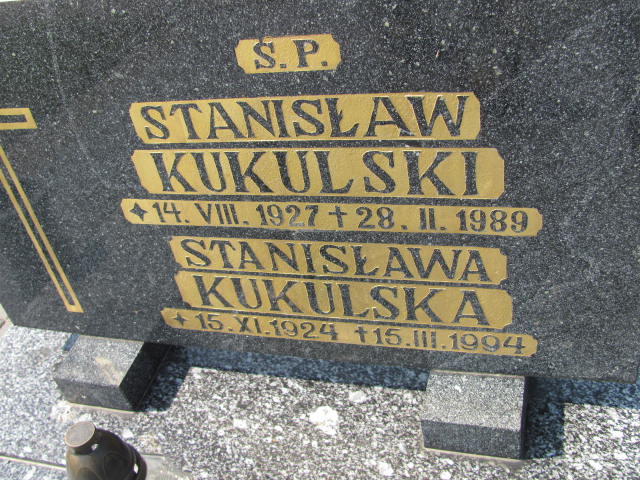 Ś.P.
STANISŁAW
KUKULSKI
✦ 14. VIII. 1927 ✝ 28. II. 1989
STANISŁAWA
KUKULSKA
✦ 15. XI. 1924 ✝ 15. III. 1994